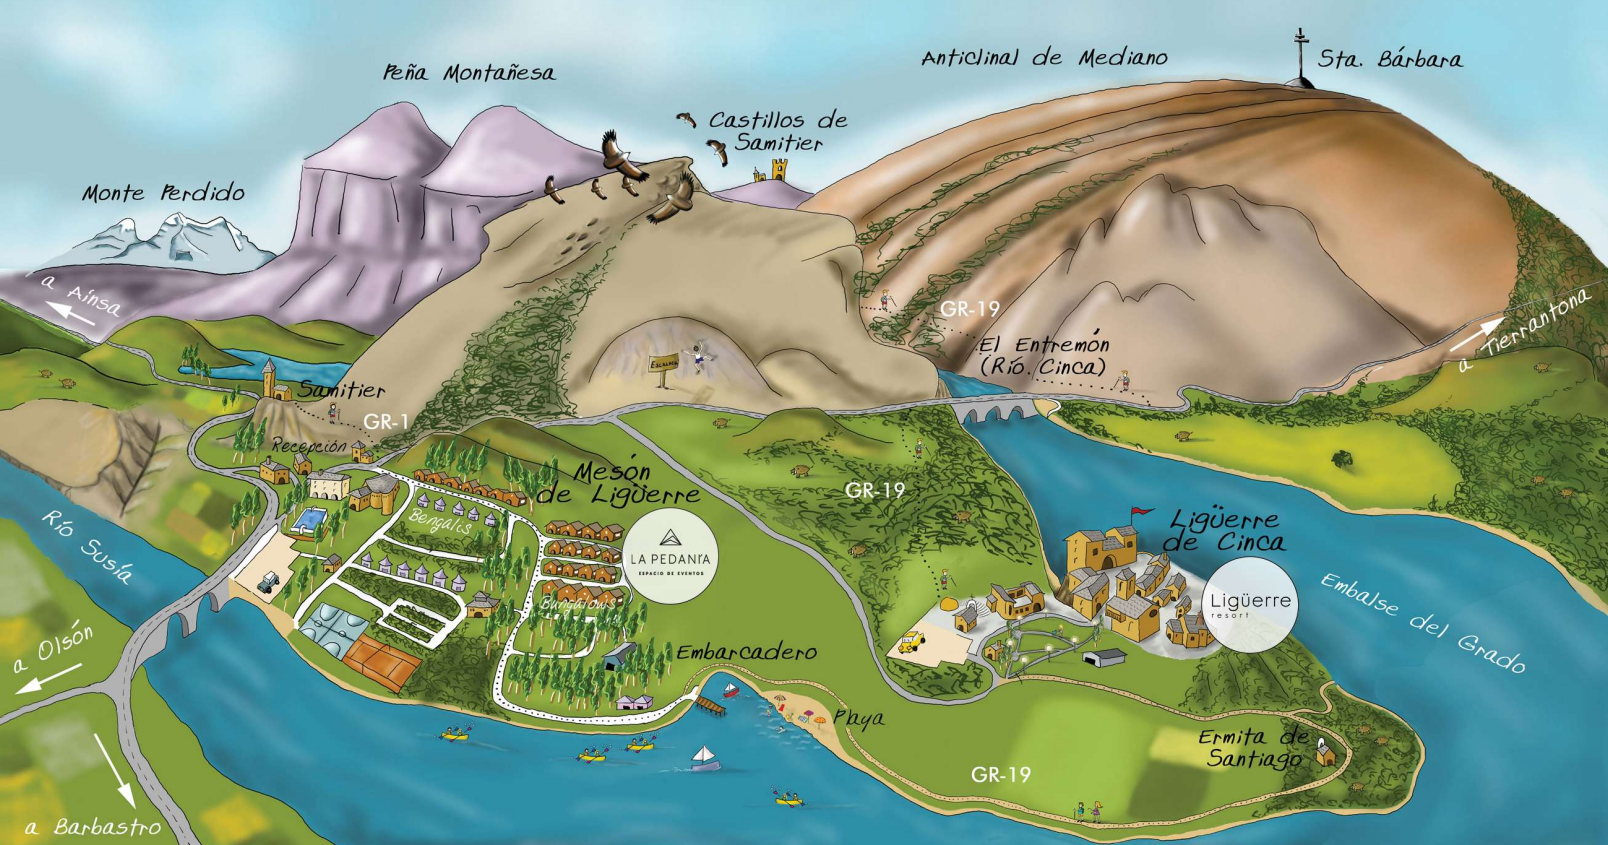 Anticlinal de Mediano
Sta. Bárbara
Peña Montañesa
Castillos de
Samitier
Monte Perdido
a Aínsa
GR-19
a Tierrantona
El Entremón
(Río. Cinca)
Samitier
GR-1
Recepción
Mesón
de Ligüerre
GR-19
Bengalis
Ligüerre
de Cinca
Río Susía
LA PEDANÍA
ESPACIO DE EVENTOS
Bungalows
Ligüerre
resort
Embalse del Grado
a Olsón
Embarcadero
Playa
Ermita de
Santiago
GR-19
a Barbastro